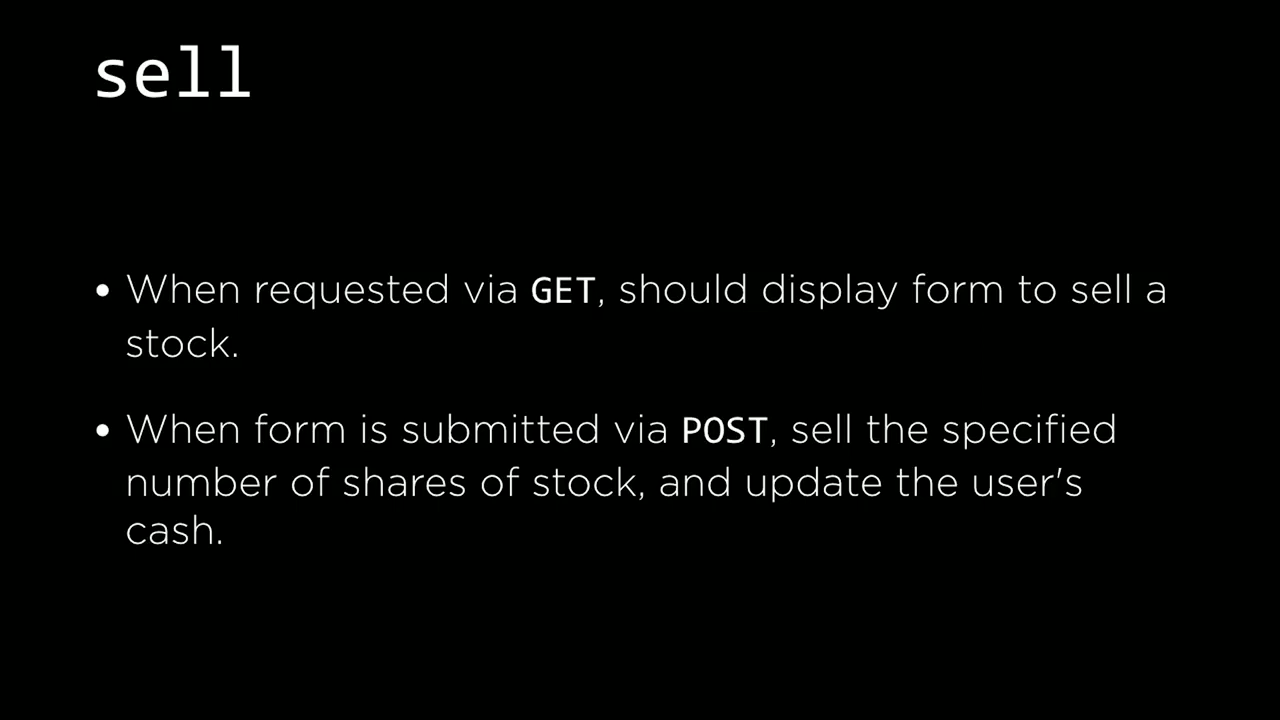 sell
• When requested via GET, should display form to sell a
stock.
• When form is submitted via POST, sell the specified
number of shares of stock, and update the user's
cash.